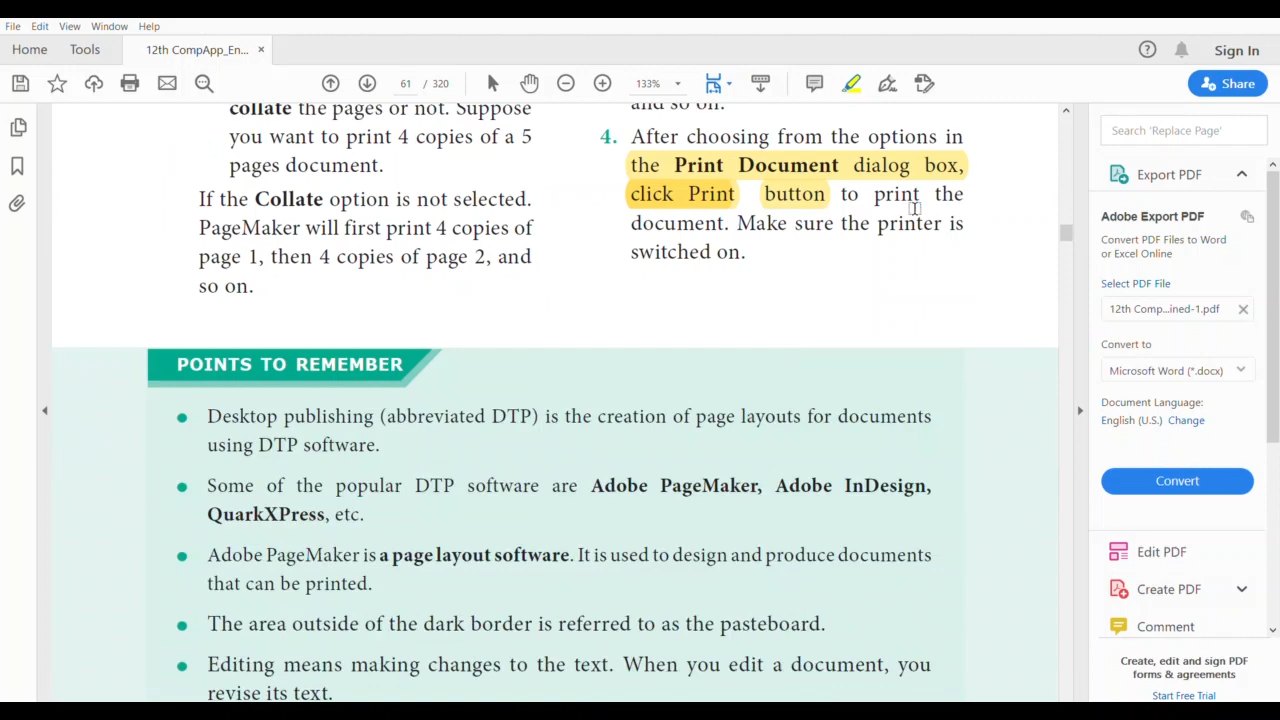 File Edit View Window Help
Home Tools 12th CompApp_En... × Sign In
61 / 320 133% Share
collate the pages or not. Suppose
you want to print 4 copies of a 5
pages document.
If the Collate option is not selected.
PageMaker will first print 4 copies of
page 1, then 4 copies of page 2, and
so on.
and so on.
4. After choosing from the options in
the Print Document dialog box,
click Print button to print the
document. Make sure the printer is
switched on.
POINTS TO REMEMBER
● Desktop publishing (abbreviated DTP) is the creation of page layouts for documents
using DTP software.
● Some of the popular DTP software are Adobe PageMaker, Adobe InDesign,
QuarkXPress, etc.
● Adobe PageMaker is a page layout software. It is used to design and produce documents
that can be printed.
● The area outside of the dark border is referred to as the pasteboard.
● Editing means making changes to the text. When you edit a document, you
revise its text.
Search 'Replace Page'
Export PDF
Adobe Export PDF
Convert PDF Files to Word
or Excel Online
Select PDF File
12th Comp...ined-1.pdf
Convert to
Microsoft Word (*.docx)
Document Language:
English (U.S.) Change
Convert
Edit PDF
Create PDF
Comment
Create, edit and sign PDF
forms & agreements
Start Free Trial